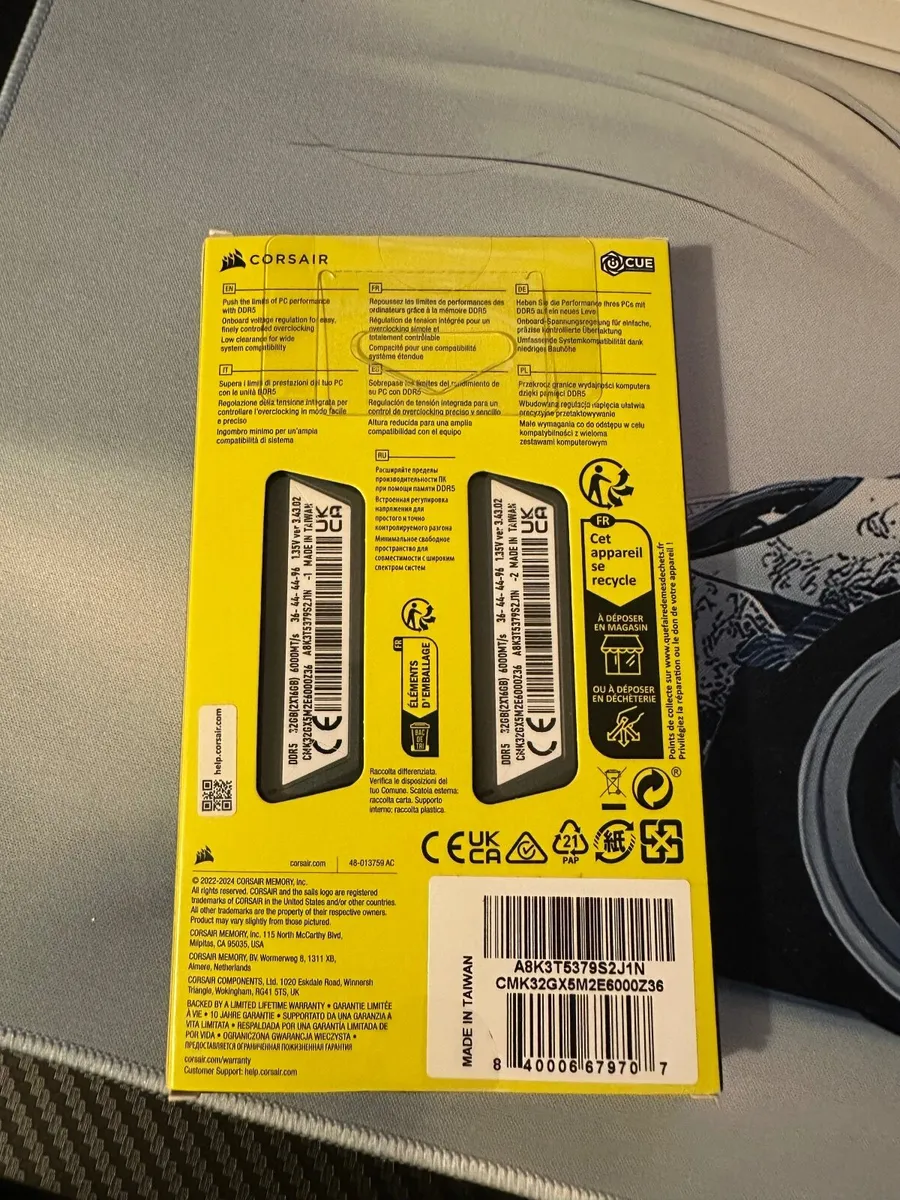 CORSAIR
CUE
EN
Push the limits of PC performance
with DDR5
Onboard voltage regulation for easy,
finely controlled overclocking
Low clearance for wide
system compatibility
FR
Repoussez les limites de performances des
ordinateurs grâce à la mémoire DDR5
Régulation de tension intégrée pour un
overclocking simple et
totalement contrôlable
Compacité pour une compatibilité
système étendue
DE
Heben Sie die Performance Ihres PCs mit
DDR5 auf ein neues Level
Onboard-Spannungsregelung für einfache,
präzise kontrollierte Übertaktung
Umfassende Systemkompatibilität dank
niedriger Bauhöhe
IT
Supera i limiti di prestazioni del tuo PC
con le unità DDR5
Regolazione della tensione integrata per
controllare l'overclocking in modo facile
e preciso
Ingombro minimo per un'ampia
compatibilità di sistema
Sobrepase los límites del rendimiento de
su PC con DDR5
Regulación de tensión integrada para un
control de overclocking preciso y sencillo
Altura reducida para una amplia
compatibilidad con el equipo
PL
Przekrocz granice wydajności komputera
dzięki pamięci DDR5
Wbudowana regulacja napięcia ułatwia
precyzyjne przetaktowywanie
Małe wymagania co do odstępu w celu
kompatybilności z wieloma
zestawami komputerowym
RU
Расширяйте пределы
производительности ПК
при помощи памяти DDR5
Встроенная регулировка
напряжения для
простого и точно
контролируемого разгона
Минимальное свободное
пространство для
совместимости с широким
спектром систем
DDR5 32GB(2X16GB) 6000MT/s 36-44-44-96 1.35V ver 3.43.02
CMK32GX5M2E6000Z36 A8K3T5379S2J1N -1 MADE IN TAIWAN
CE
UK
CA
FR
ÉLÉMENTS
D'EMBALLAGE
BAC
DE
TRI
DDR5 32GB(2X16GB) 6000MT/s 36-44-44-96 1.35V ver 3.43.02
CMK32GX5M2E6000Z36 A8K3T5379S2J1N -2 MADE IN TAIWAN
CE
UK
CA
FR
Cet
appareil
se
recycle
À DÉPOSER
EN MAGASIN
OU À DÉPOSER
EN DÉCHÈTERIE
Points de collecte sur www.quefairedemesdechets.fr
Privilégiez la réparation ou le don de votre appareil !
help.corsair.com
Raccolta differenziata.
Verifica le disposizioni del
tuo Comune. Scatola esterna:
raccolta carta. Supporto
interno: raccolta plastica.
®
CE
UK
CA
21
PAP
紙
corsair.com
48-013759 AC
© 2022-2024 CORSAIR MEMORY, Inc.
All rights reserved. CORSAIR and the sails logo are registered
trademarks of CORSAIR in the United States and/or other countries.
All other trademarks are the property of their respective owners.
Product may vary slightly from those pictured.
CORSAIR MEMORY, Inc. 115 North McCarthy Blvd,
Milpitas, CA 95035, USA
CORSAIR MEMORY, BV. Wormerweg 8, 1311 XB,
Almere, Netherlands
CORSAIR COMPONENTS, Ltd. 1020 Eskdale Road, Winnersh
Triangle, Wokingham, RG41 5TS, UK
BACKED BY A LIMITED LIFETIME WARRANTY • GARANTIE LIMITÉE
À VIE • 10 JAHRE GARANTIE • SUPPORTATO DA UNA GARANZIA A
VITA LIMITATA • RESPALDADA POR UNA GARANTÍA LIMITADA DE
POR VIDA • OGRANICZONA GWARANCJA WIECZYSTA •
ПРЕДОСТАВЛЯЕТСЯ ОГРАНИЧЕННАЯ ПОЖИЗНЕННАЯ ГАРАНТИЯ
corsair.com/warranty
Customer Support: help.corsair.com
MADE IN TAIWAN
A8K3T5379S2J1N
CMK32GX5M2E6000Z36
8 40006 67970 7